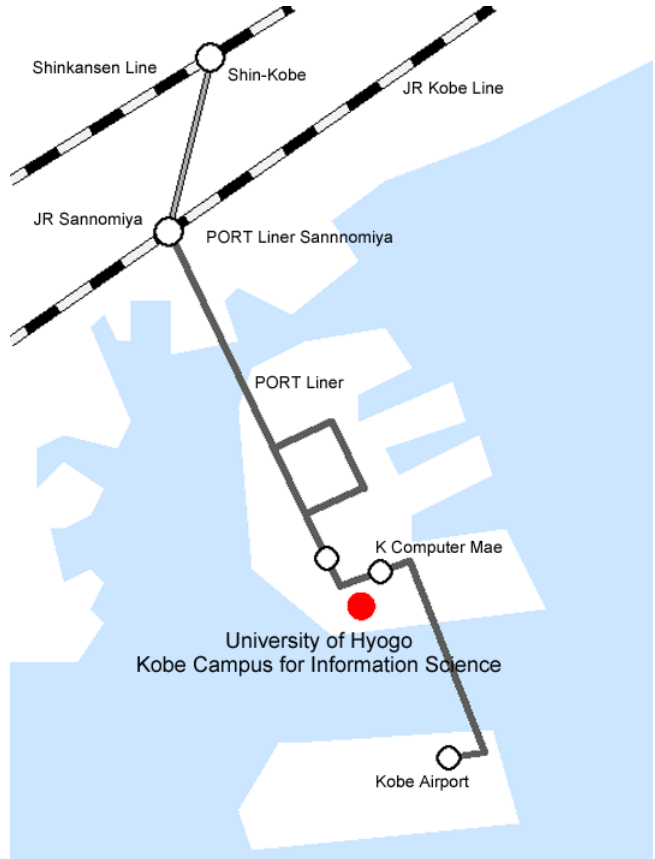 Shinkansen Line
Shin-Kobe
JR Kobe Line
JR Sannomiya
PORT Liner Sannnomiya
PORT Liner
K Computer Mae
University of Hyogo
Kobe Campus for Information Science
Kobe Airport